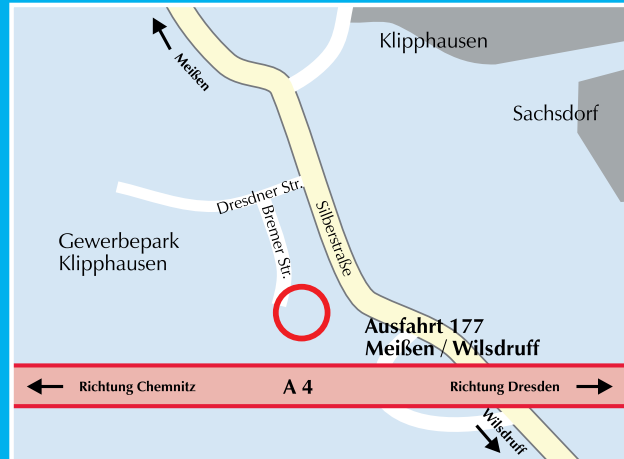 Klipphausen
Meißen
Sachsdorf
Dresdner Str.
Bremer Str.
Silberstraße
Gewerbepark
Klipphausen
Ausfahrt 177
Meißen / Wilsdruff
Richtung Chemnitz
A 4
Richtung Dresden
Wilsdruff